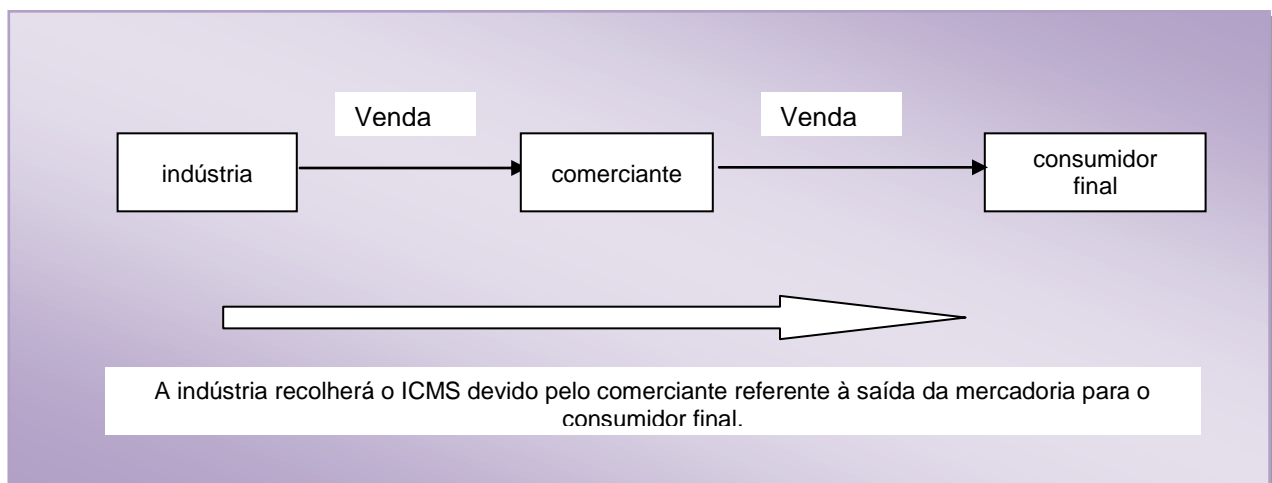 Venda
Venda
indústria
comerciante
consumidor
final
A indústria recolherá o ICMS devido pelo comerciante referente à saída da mercadoria para o
consumidor final.